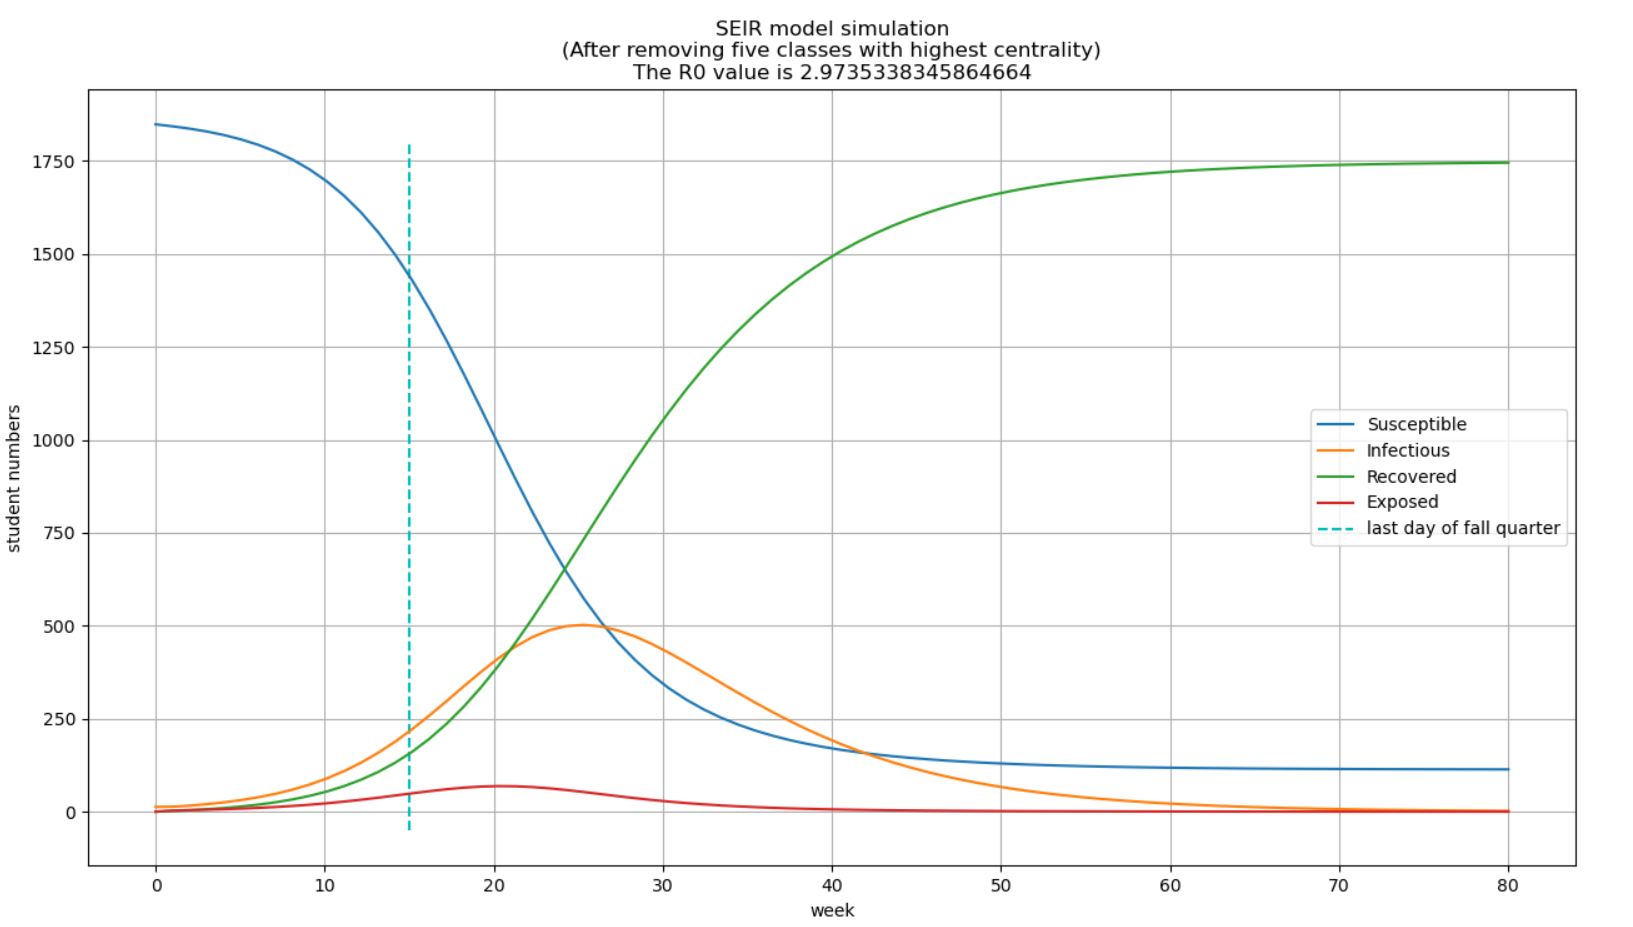 SEIR model simulation
(After removing five classes with highest centrality)
The R0 value is 2.9735338345864664
student numbers
1750
1500
1250
1000
750
500
250
0
Susceptible
Infectious
Recovered
Exposed
last day of fall quarter
0 10 20 30 40 50 60 70 80
week